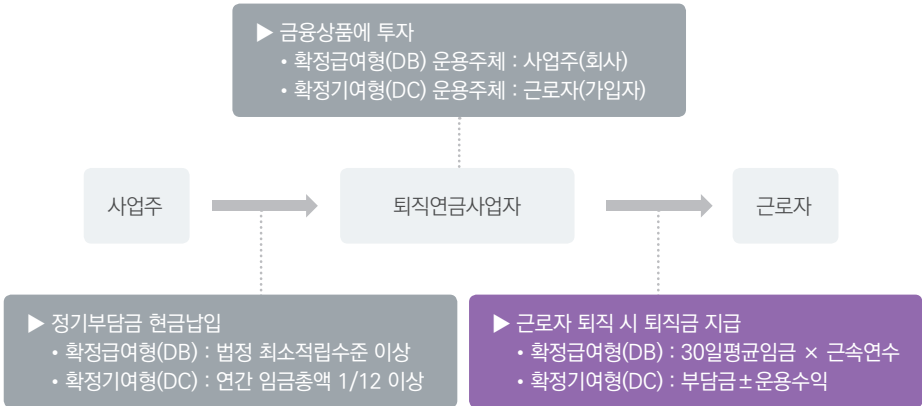 ▶ 금융상품에 투자
• 확정급여형(DB) 운용주체 : 사업주(회사)
• 확정기여형(DC) 운용주체 : 근로자(가입자)
사업주
퇴직연금사업자
근로자
▶ 정기부담금 현금납입
• 확정급여형(DB) : 법정 최소적립수준 이상
• 확정기여형(DC) : 연간 임금총액 1/12 이상
▶ 근로자 퇴직 시 퇴직금 지급
• 확정급여형(DB) : 30일평균임금 × 근속연수
• 확정기여형(DC) : 부담금±운용수익